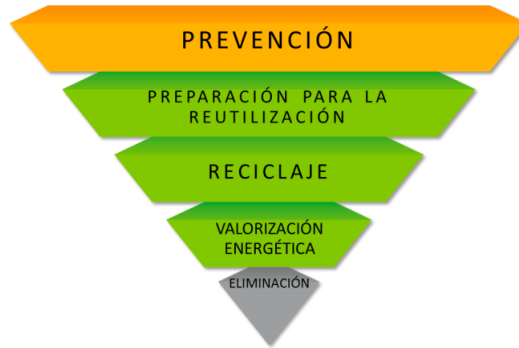 PREVENCIÓN
PREPARACIÓN PARA LA
REUTILIZACIÓN
RECICLAJE
VALORIZACIÓN
ENERGÉTICA
ELIMINACIÓN